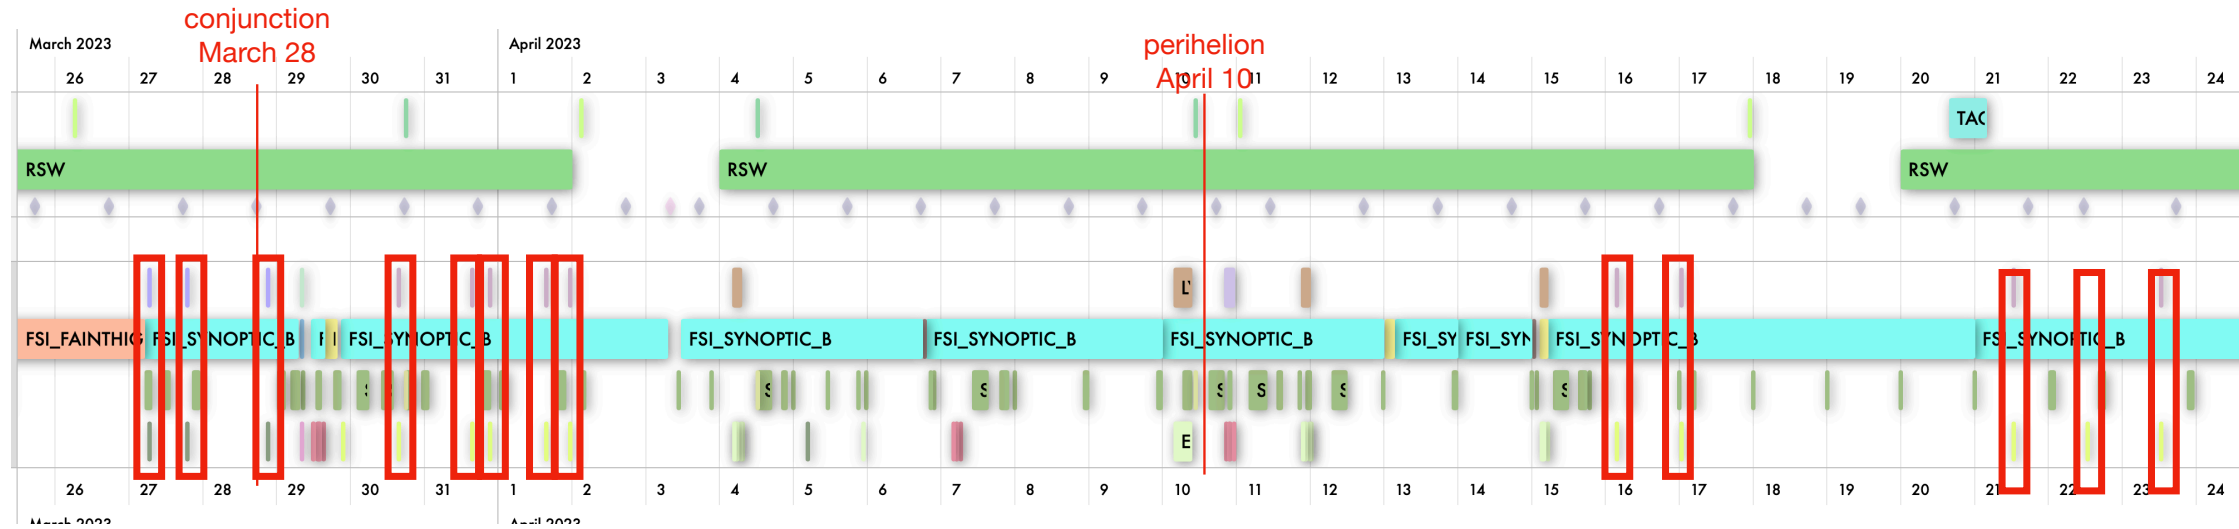 conjunction
March 28
perihelion
April 10
March 2023
April 2023
26 27 28 29 30 31 1 2 3 4 5 6 7 8 9 10 11 12 13 14 15 16 17 18 19 20 21 22 23 24
TAC
RSW RSW RSW
L
FSI_FAINTHIG FSI_SYNOPTIC_B F FSI_SYNOPTIC_B FSI_SYNOPTIC_B FSI_SYNOPTIC_B FSI_SYNOPTIC_B FSI_SY FSI_SYN FSI_SYNOPTIC_B FSI_SYNOPTIC_B
S S S S S
E
26 27 28 29 30 31 1 2 3 4 5 6 7 8 9 10 11 12 13 14 15 16 17 18 19 20 21 22 23 24
March 2023 April 2023